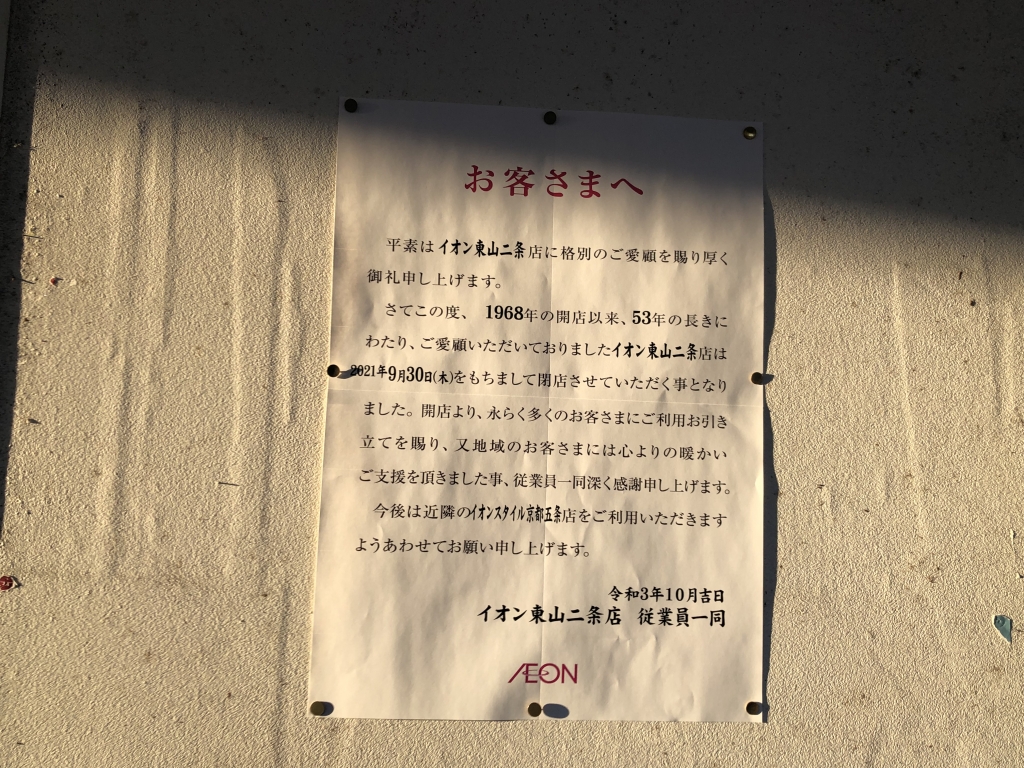 お客さまへ
平素はイオン東山二条店に格別のご愛顧を賜り厚く
御礼申し上げます。
さてこの度、 1968年の開店以来、53年の長きに
わたり、ご愛顧いただいておりましたイオン東山二条店は
2021年9月30日(木)をもちまして閉店させていただく事となり
ました。開店より、永らく多くのお客さまにご利用お引き
立てを賜り、又地域のお客さまには心よりの暖かい
ご支援を頂きました事、従業員一同深く感謝申し上げます。
今後は近隣のイオンスタイル京都五条店をご利用いただきます
ようあわせてお願い申し上げます。
令和3年10月吉日
イオン東山二条店 従業員一同
ÆON